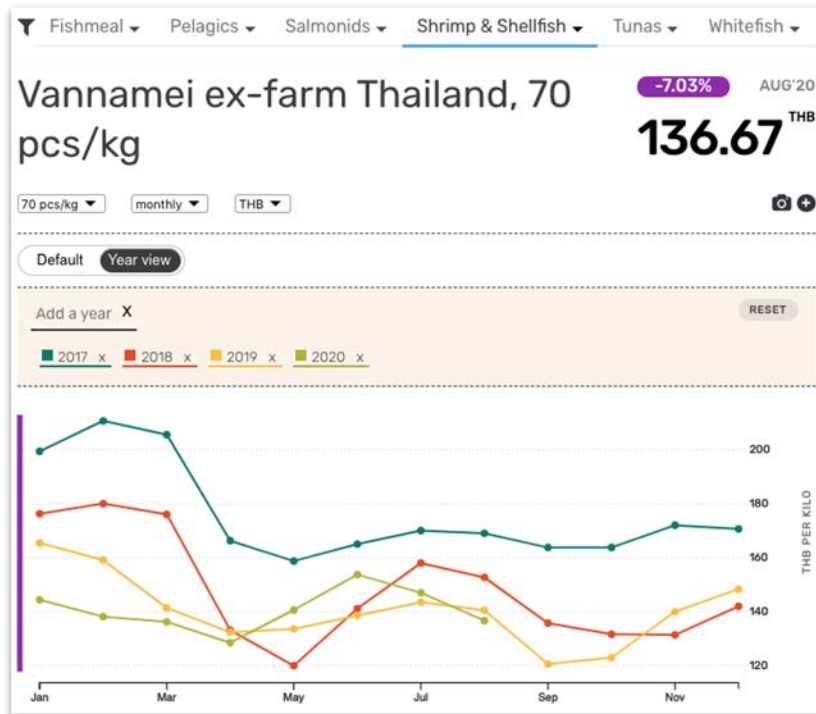 Fishmeal Pelagics Salmonids Shrimp & Shellfish Tunas Whitefish
Vannamei ex-farm Thailand, 70
pcs/kg
-7.03% AUG'20
136.67 THB
70 pcs/kg monthly THB
Default Year view
Add a year X
RESET
2017 x 2018 x 2019 x 2020 x
200
180
160
140
120
THB PER KILO
Jan Mar May Jul Sep Nov